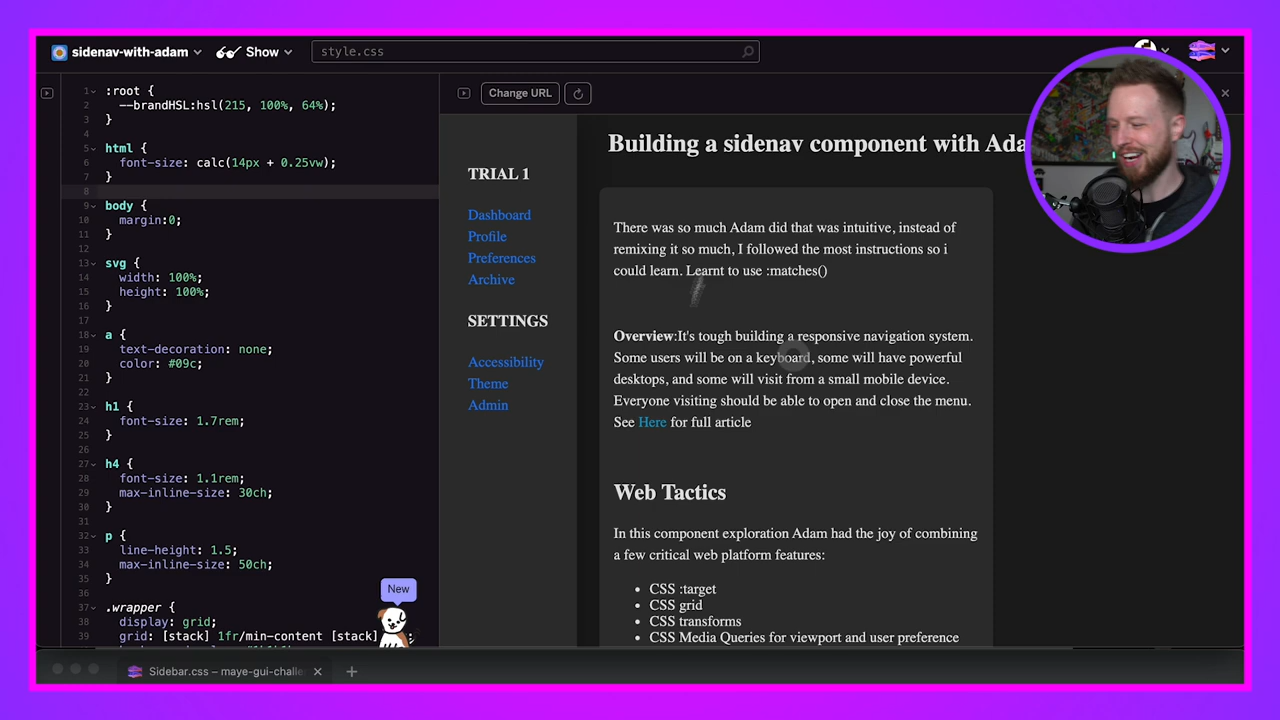 sidenav-with-adam
Show
style.css
1
:root {
2
--brandHSL:hsl(215, 100%, 64%);
3
}
4
5
html {
6
font-size: calc(14px + 0.25vw);
7
}
8
9
body {
10
margin:0;
11
}
12
13
svg {
14
width: 100%;
15
height: 100%;
16
}
17
18
a {
19
text-decoration: none;
20
color: #09c;
21
}
22
23
h1 {
24
font-size: 1.7rem;
25
}
26
27
h4 {
28
font-size: 1.1rem;
29
max-inline-size: 30ch;
30
}
31
32
p {
33
line-height: 1.5;
34
max-inline-size: 50ch;
35
}
36
37
.wrapper {
38
display: grid;
39
grid: [stack] 1fr/min-content [stack]
New
Change URL
TRIAL 1
Dashboard
Profile
Preferences
Archive
SETTINGS
Accessibility
Theme
Admin
Building a sidenav component with Ada
There was so much Adam did that was intuitive, instead of
remixing it so much, I followed the most instructions so i
could learn. Learnt to use :matches()
Overview:It's tough building a responsive navigation system.
Some users will be on a keyboard, some will have powerful
desktops, and some will visit from a small mobile device.
Everyone visiting should be able to open and close the menu.
See Here for full article
Web Tactics
In this component exploration Adam had the joy of combining
a few critical web platform features:
CSS :target
CSS grid
CSS transforms
CSS Media Queries for viewport and user preference
Sidebar.css – maye-gui-challe